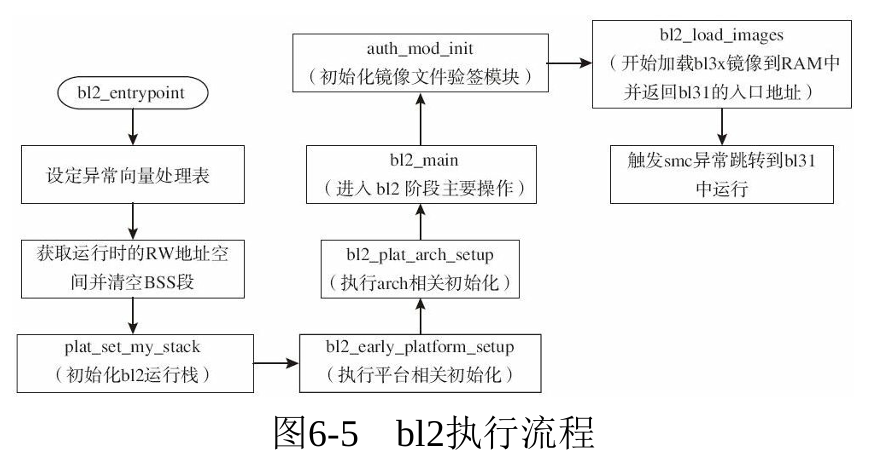 bl2_entrypoint
设定异常向量处理表
获取运行时的RW地址空
间并清空BSS段
plat_set_my_stack
（初始化bl2运行栈）
bl2_early_platform_setup
（执行平台相关初始化）
bl2_plat_arch_setup
（执行arch相关初始化）
bl2_main
（进入 bl2 阶段主要操作）
auth_mod_init
（初始化镜像文件验签模块）
bl2_load_images
（开始加载bl3x镜像到RAM中
并返回bl31的入口地址）
触发smc异常跳转到bl31
中运行
图6-5 bl2执行流程